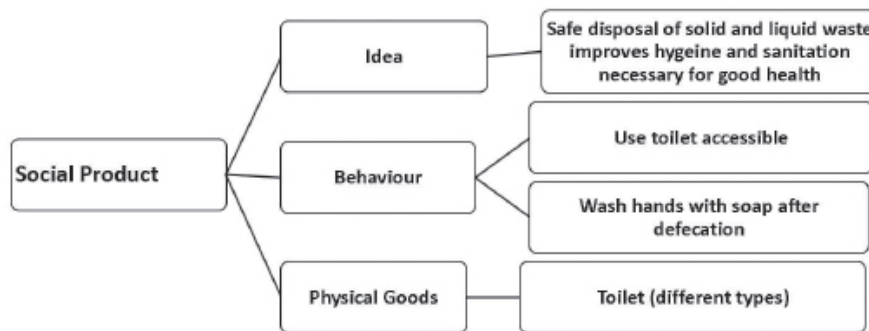 Safe disposal of solid and liquid waste
improves hygeine and sanitation
necessary for good health
Idea
Use toilet accessible
Social Product
Behaviour
Wash hands with soap after
defecation
Physical Goods
Toilet (different types)